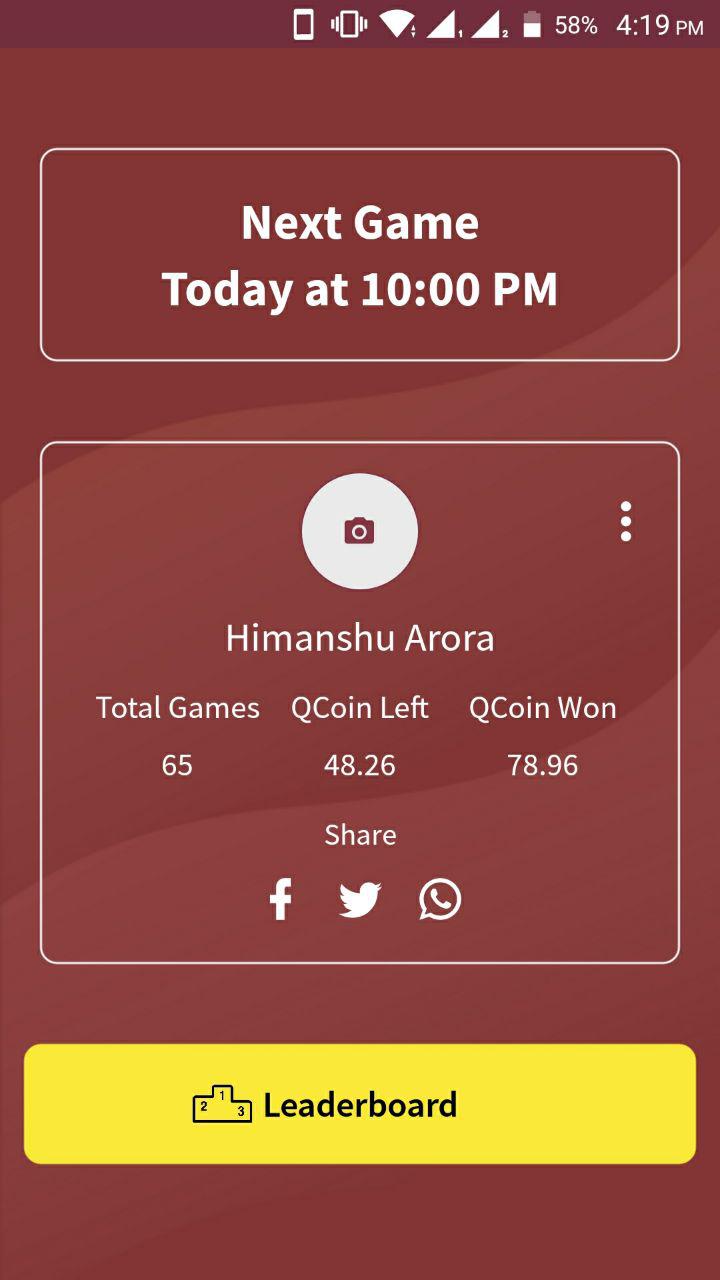 58% 4:19 PM
Next Game
Today at 10:00 PM
Himanshu Arora
Total Games QCoin Left QCoin Won
65 48.26 78.96
Share
2 1 3 Leaderboard